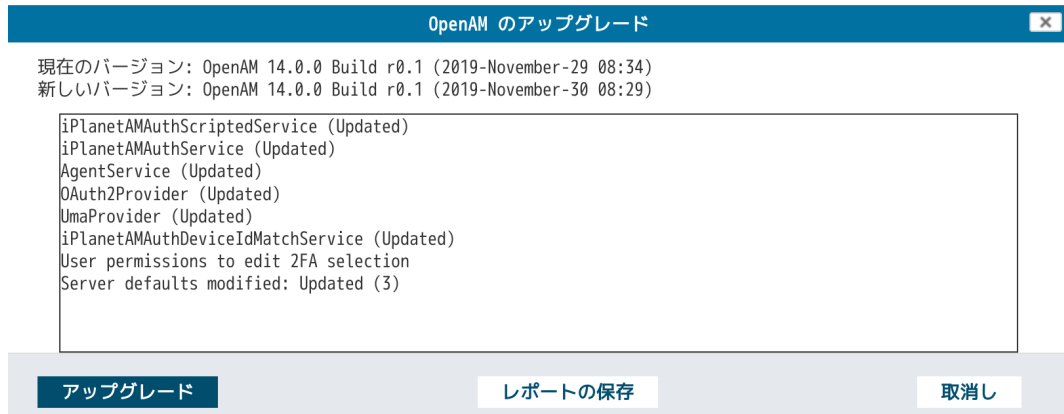 OpenAM のアップグレード
現在のバージョン: OpenAM 14.0.0 Build r0.1 (2019-November-29 08:34)
新しいバージョン: OpenAM 14.0.0 Build r0.1 (2019-November-30 08:29)
iPlanetAMAuthScriptedService (Updated)
iPlanetAMAuthService (Updated)
AgentService (Updated)
OAuth2Provider (Updated)
UmaProvider (Updated)
iPlanetAMAuthDeviceIdMatchService (Updated)
User permissions to edit 2FA selection
Server defaults modified: Updated (3)
アップグレード
レポートの保存
取消し